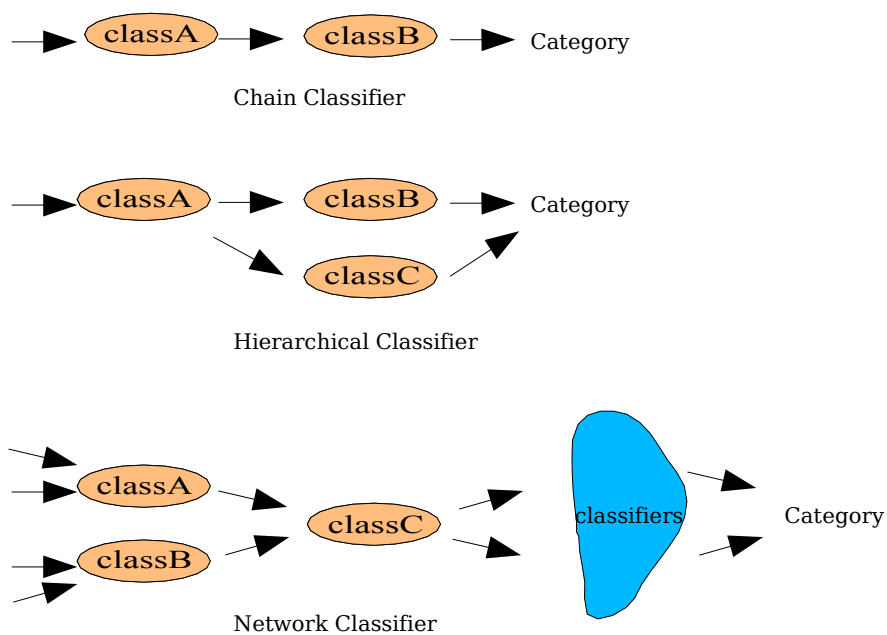 classA classB Category
Chain Classifier
classA classB Category
classC
Hierarchical Classifier
classA
classC classifiers Category
classB
Network Classifier